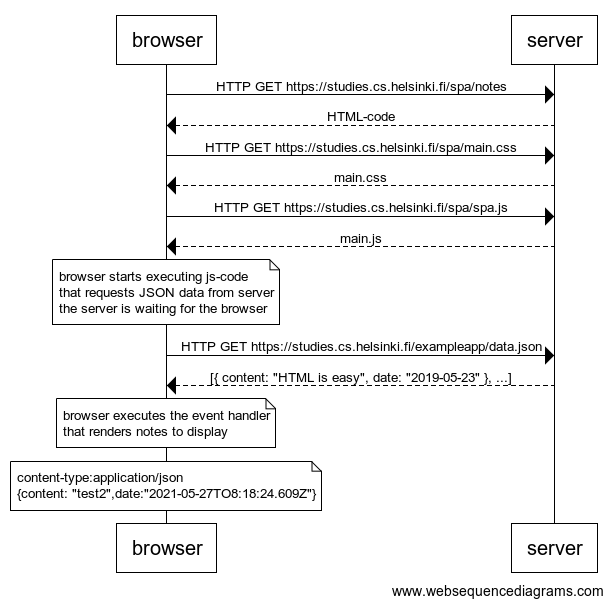 browser server
HTTP GET https://studies.cs.helsinki.fi/spa/notes
HTML-code
HTTP GET https://studies.cs.helsinki.fi/spa/main.css
main.css
HTTP GET https://studies.cs.helsinki.fi/spa/spa.js
main.js
browser starts executing js-code
that requests JSON data from server
the server is waiting for the browser
HTTP GET https://studies.cs.helsinki.fi/exampleapp/data.json
[{ content: "HTML is easy", date: "2019-05-23" }, ...]
browser executes the event handler
that renders notes to display
content-type:application/json
{content: "test2",date:"2021-05-27TO8:18:24.609Z"}
browser server
www.websequencediagrams.com